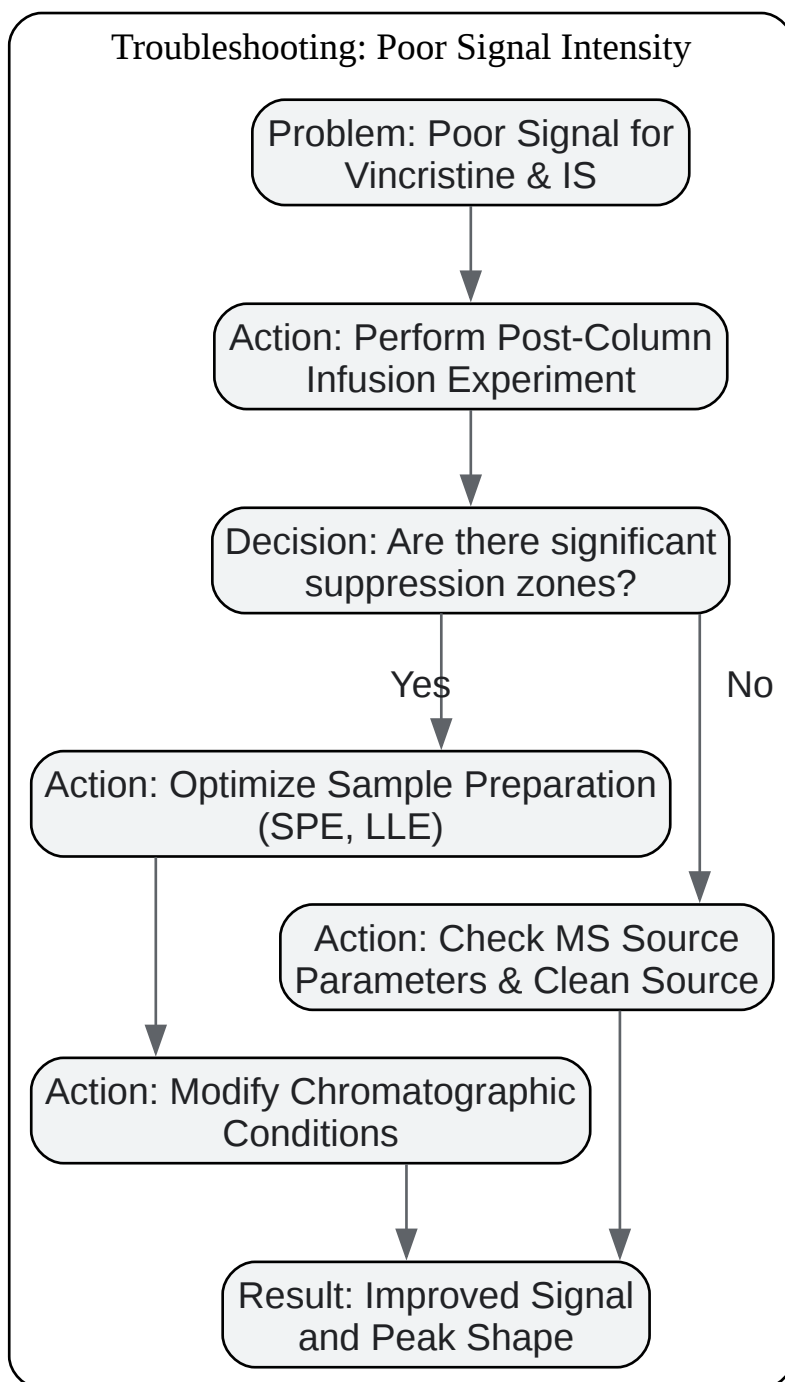 Troubleshooting: Poor Signal Intensity
Problem: Poor Signal for
Vincristine & IS
Action: Perform Post-Column
Infusion Experiment
Decision: Are there significant
suppression zones?
Yes
No
Action: Optimize Sample Preparation
(SPE, LLE)
Action: Check MS Source
Parameters & Clean Source
Action: Modify Chromatographic
Conditions
Result: Improved Signal
and Peak Shape